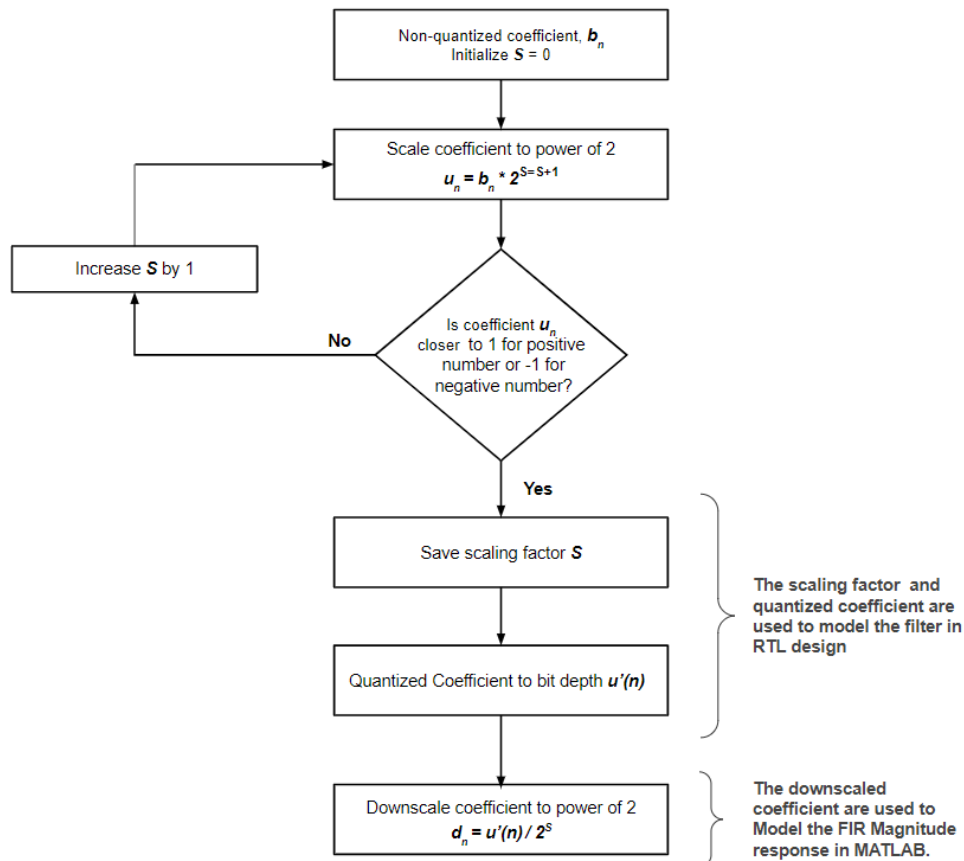 Non-quantized coefficient, bₙ
Initialize S = 0
Scale coefficient to power of 2
uₙ = bₙ * 2^(S=S+1)
Increase S by 1
Is coefficient uₙ
closer to 1 for positive
number or -1 for
negative number?
No
Yes
Save scaling factor S
The scaling factor and
quantized coefficient are
used to model the filter in
RTL design
Quantized Coefficient to bit depth u'(n)
Downscale coefficient to power of 2
dₙ = u'(n) / 2^S
The downscaled
coefficient are used to
Model the FIR Magnitude
response in MATLAB.